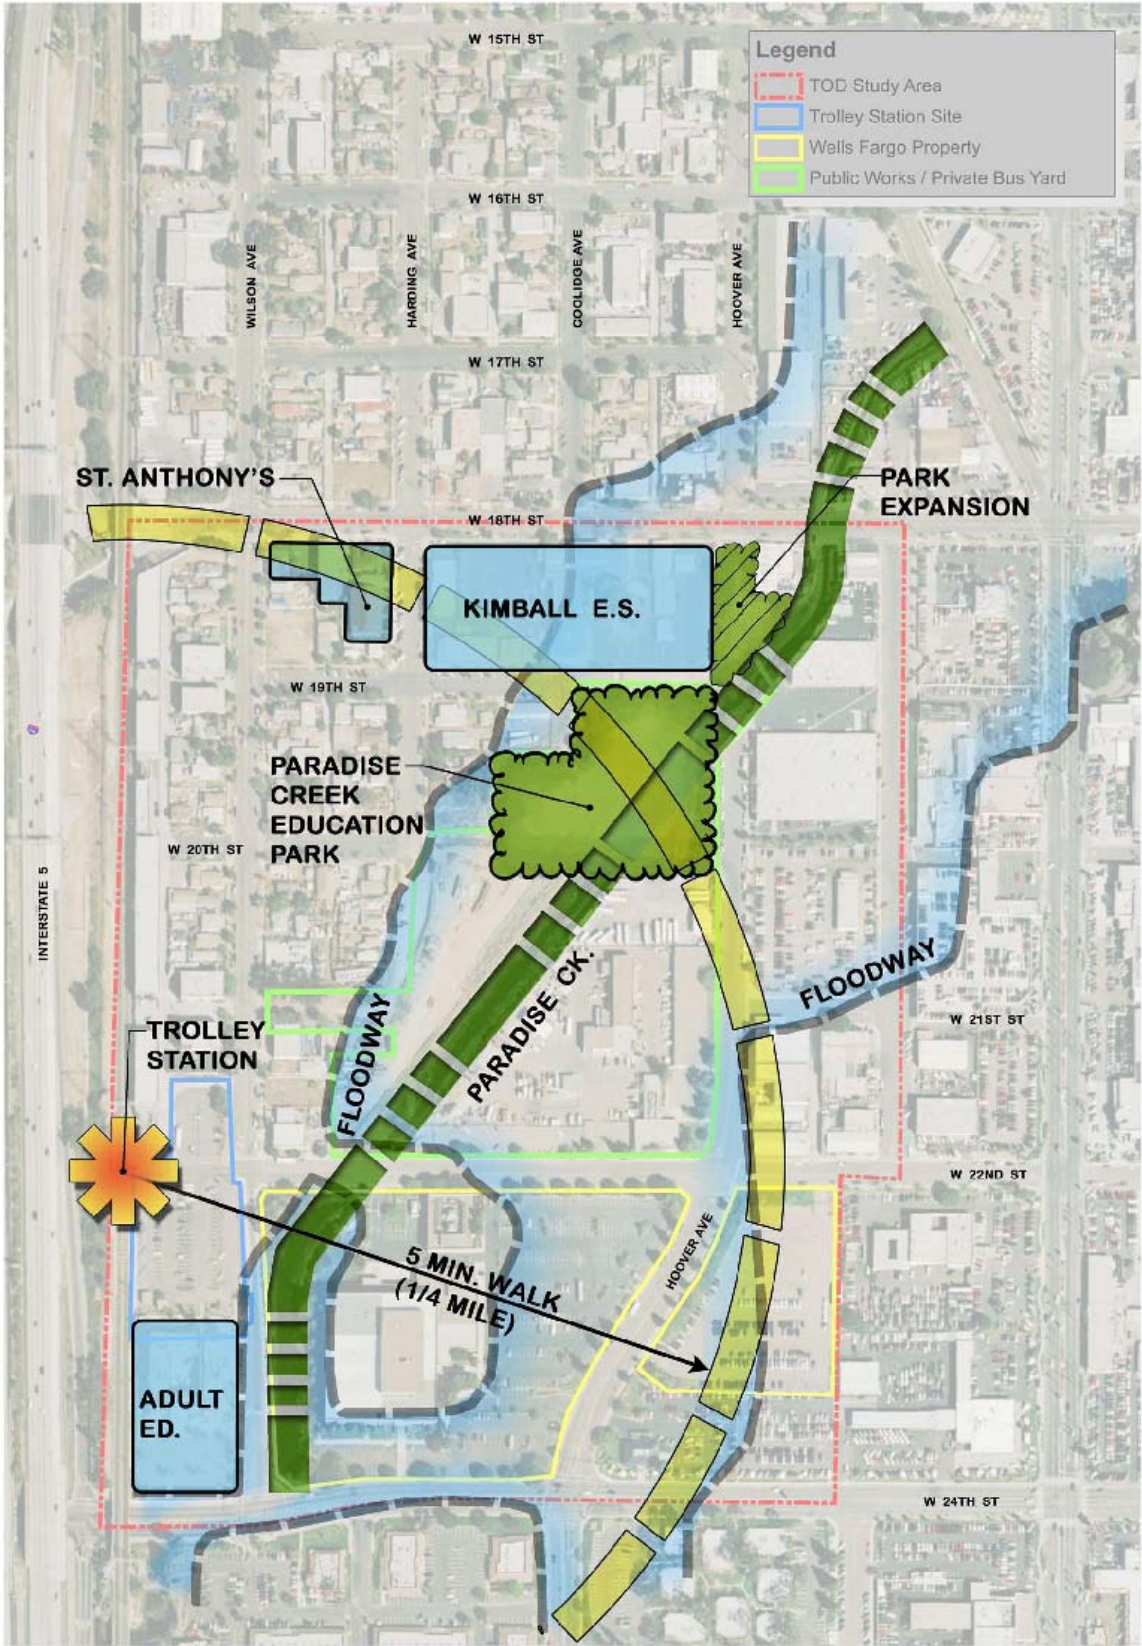 W 15TH ST
Legend
TOD Study Area
Trolley Station Site
Wells Fargo Property
Public Works / Private Bus Yard
W 16TH ST
WILSON AVE
HARDING AVE
COOLIDGE AVE
HOOVER AVE
W 17TH ST
ST. ANTHONY'S
PARK
EXPANSION
W 18TH ST
KIMBALL E.S.
W 19TH ST
PARADISE
CREEK
EDUCATION
PARK
W 20TH ST
INTERSTATE 5
FLOODWAY
PARADISE CK.
FLOODWAY
W 21ST ST
TROLLEY
STATION
W 22ND ST
HOOVER AVE
5 MIN. WALK
(1/4 MILE)
ADULT
ED.
W 24TH ST